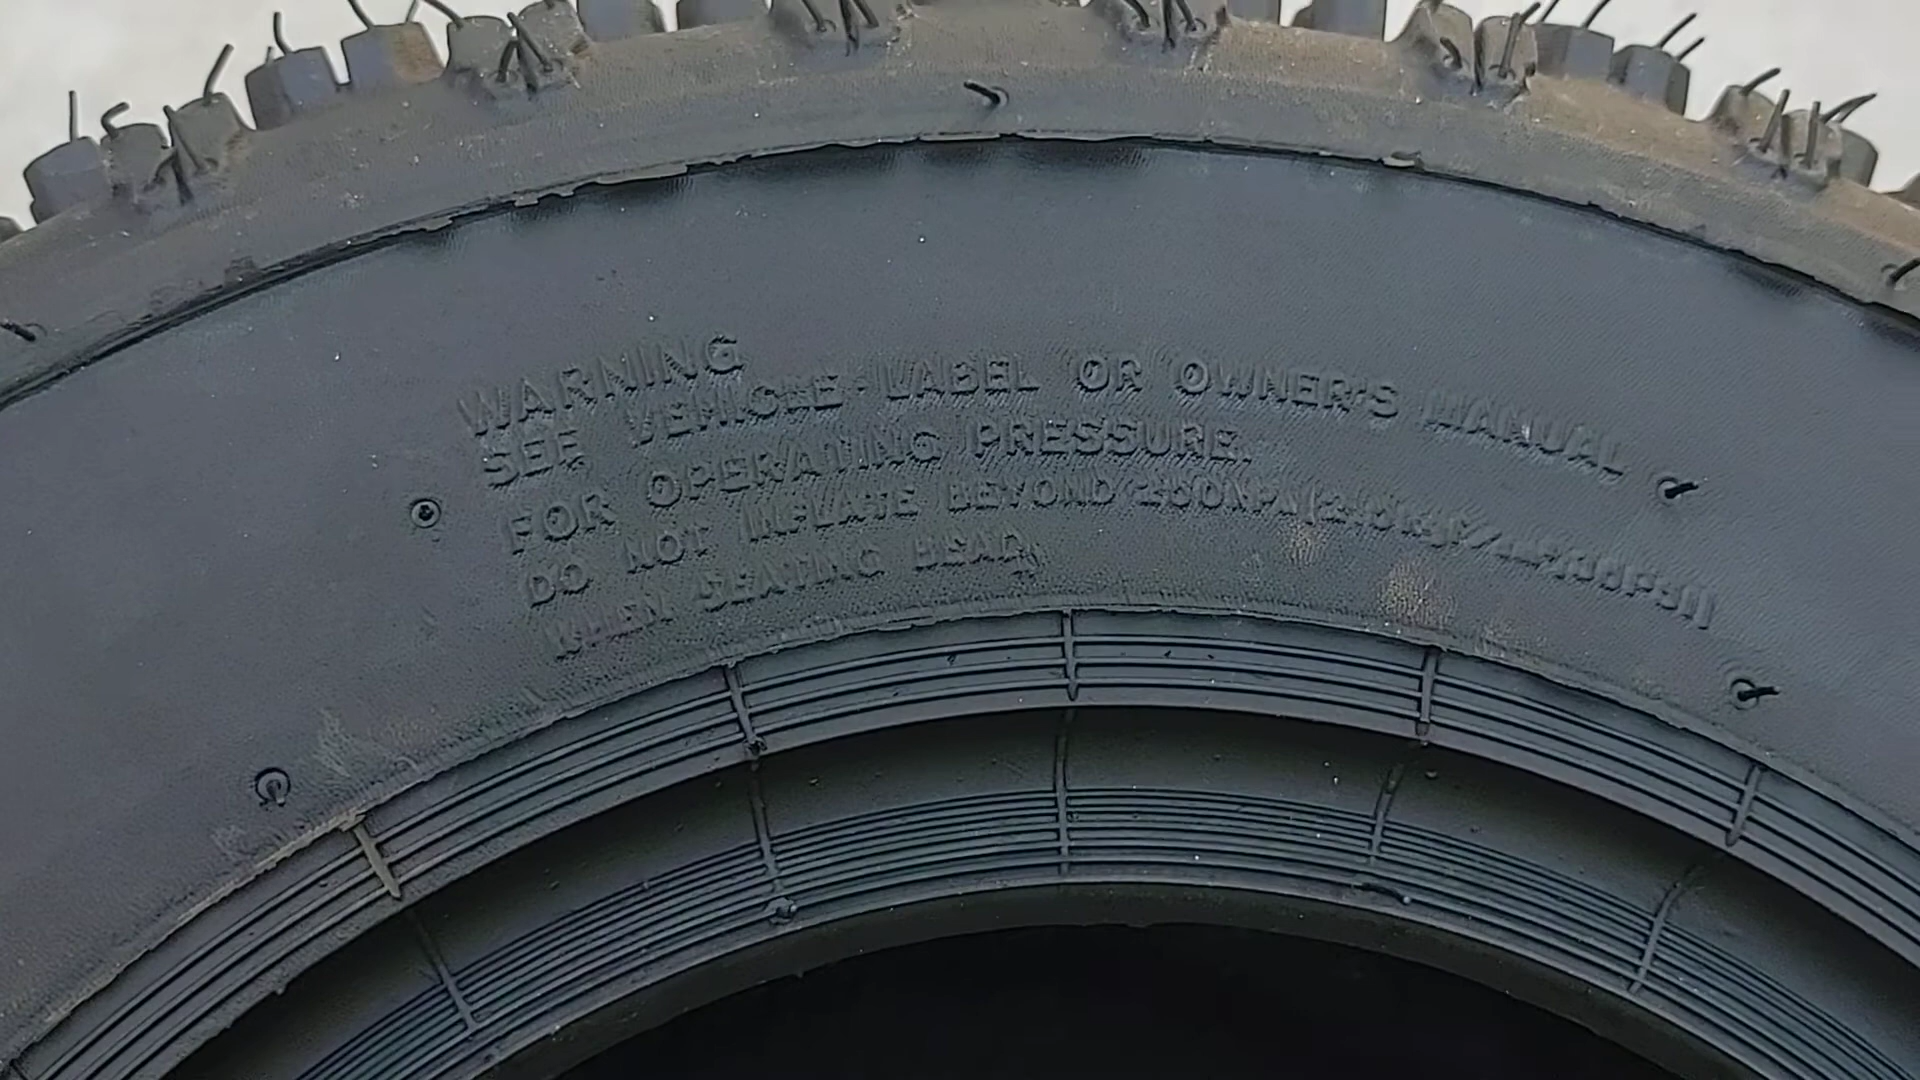 WARNING
SEE VEHICLE LABEL OR OWNER'S MANUAL
FOR OPERATING PRESSURE.
DO NOT INFLATE BEYOND
WHEN SEATING BEAD